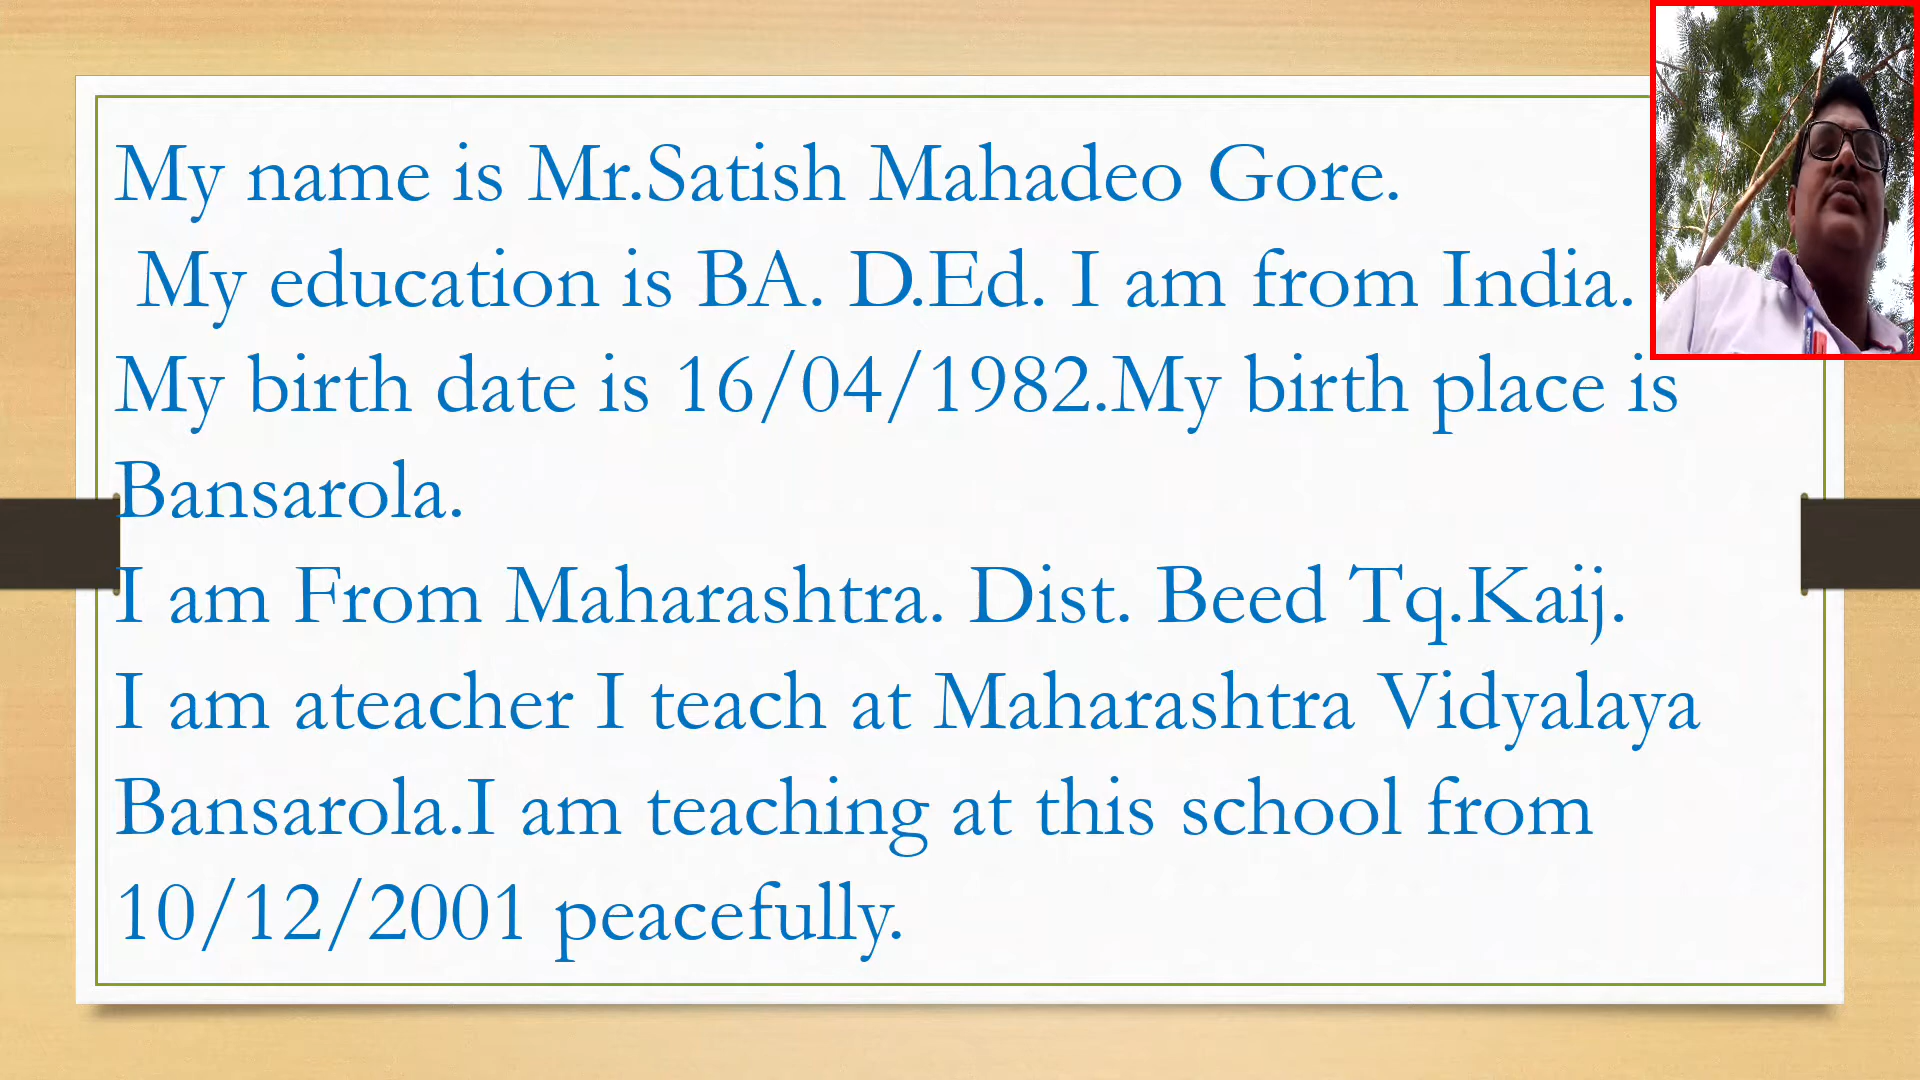 My name is Mr.Satish Mahadeo Gore.
My education is BA. D.Ed. I am from India.
My birth date is 16/04/1982.My birth place is
Bansarola.
I am From Maharashtra. Dist. Beed Tq.Kaij.
I am ateacher I teach at Maharashtra Vidyalaya
Bansarola.I am teaching at this school from
10/12/2001 peacefully.